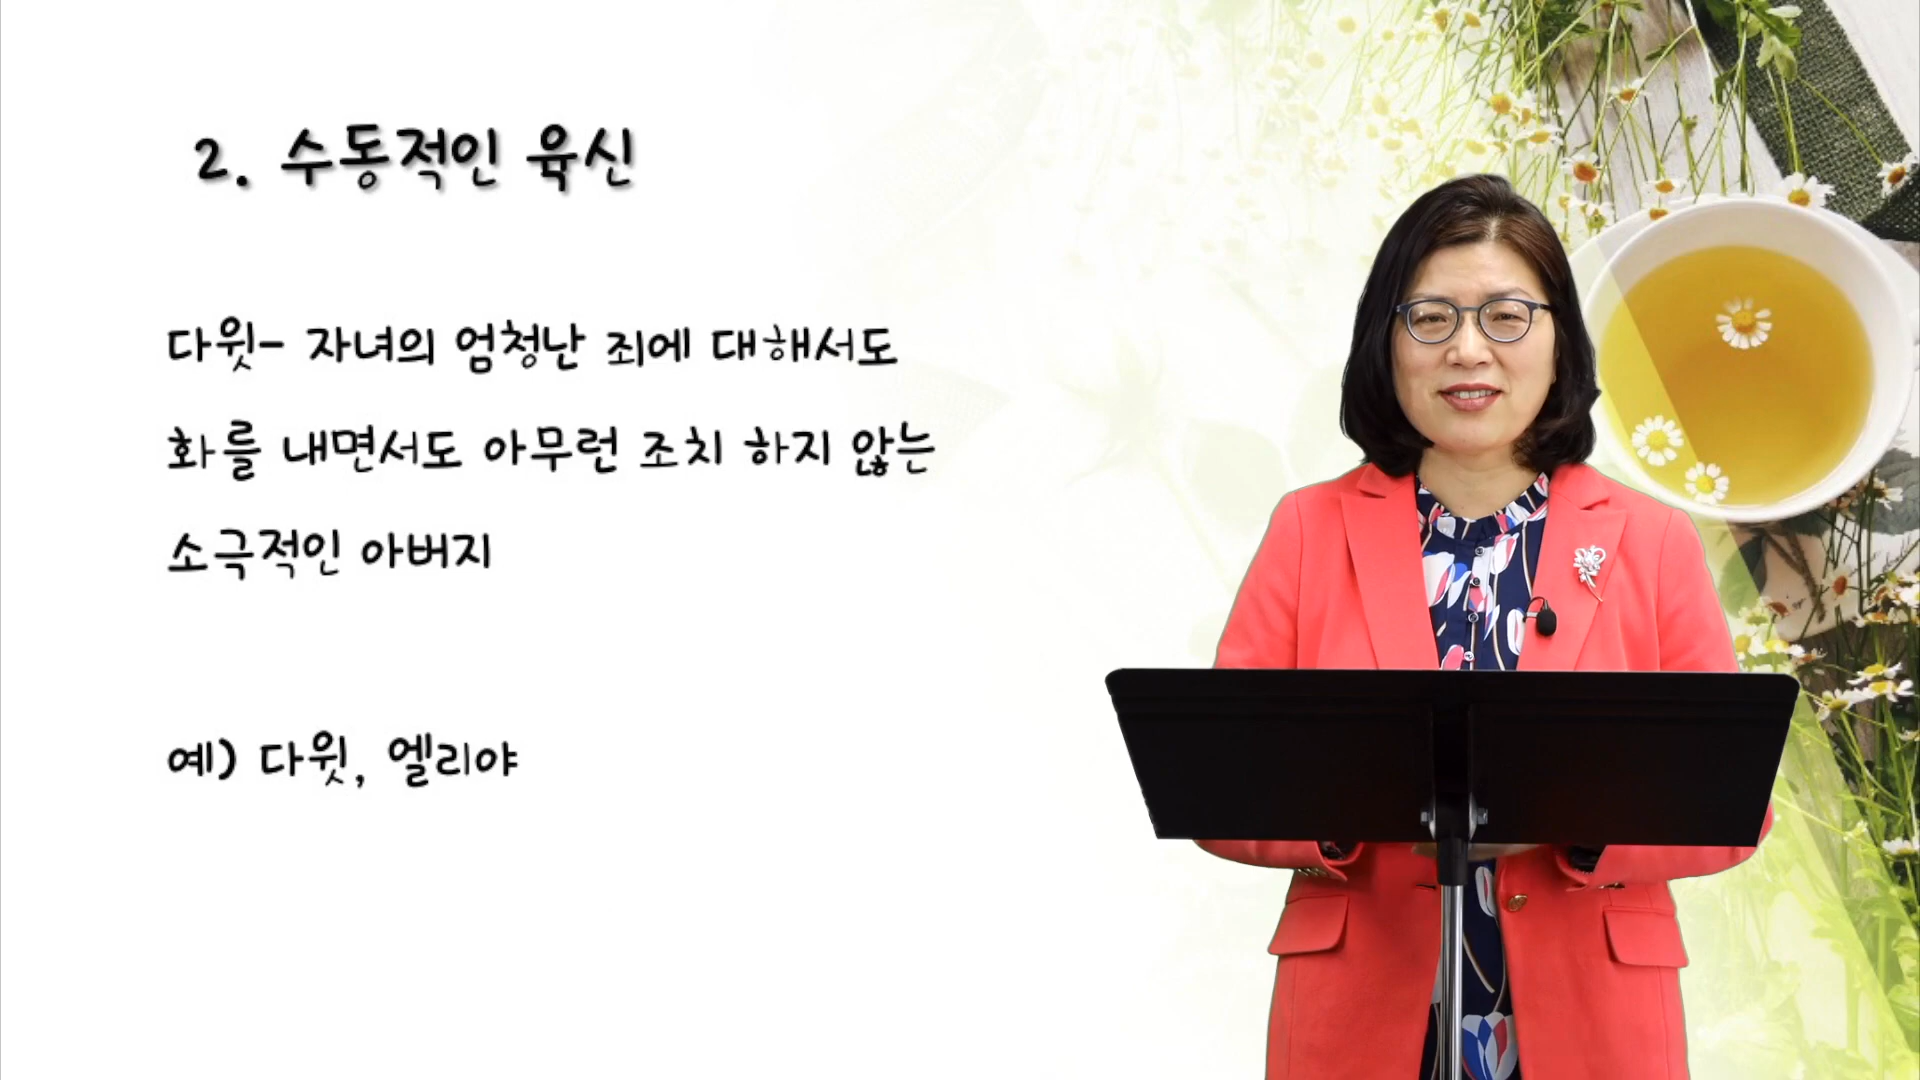 2. 수동적인 육신
다윗- 자녀의 엄청난 죄에 대해서도
화를 내면서도 아무런 조치 하지 않는
소극적인 아버지
예) 다윗, 엘리야